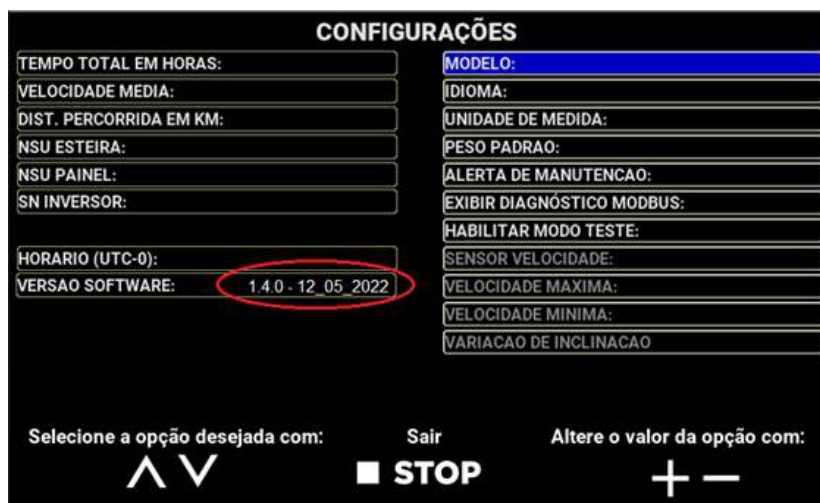 CONFIGURAÇÕES
TEMPO TOTAL EM HORAS:
VELOCIDADE MEDIA:
DIST. PERCORRIDA EM KM:
NSU ESTEIRA:
NSU PAINEL:
SN INVERSOR:
HORARIO (UTC-0):
VERSAO SOFTWARE: 1.4.0 - 12_05_2022
MODELO:
IDIOMA:
UNIDADE DE MEDIDA:
PESO PADRAO:
ALERTA DE MANUTENCAO:
EXIBIR DIAGNÓSTICO MODBUS:
HABILITAR MODO TESTE:
SENSOR VELOCIDADE:
VELOCIDADE MAXIMA:
VELOCIDADE MINIMA:
VARIACAO DE INCLINACAO
Selecione a opção desejada com:
Sair
STOP
Altere o valor da opção com:
+ −